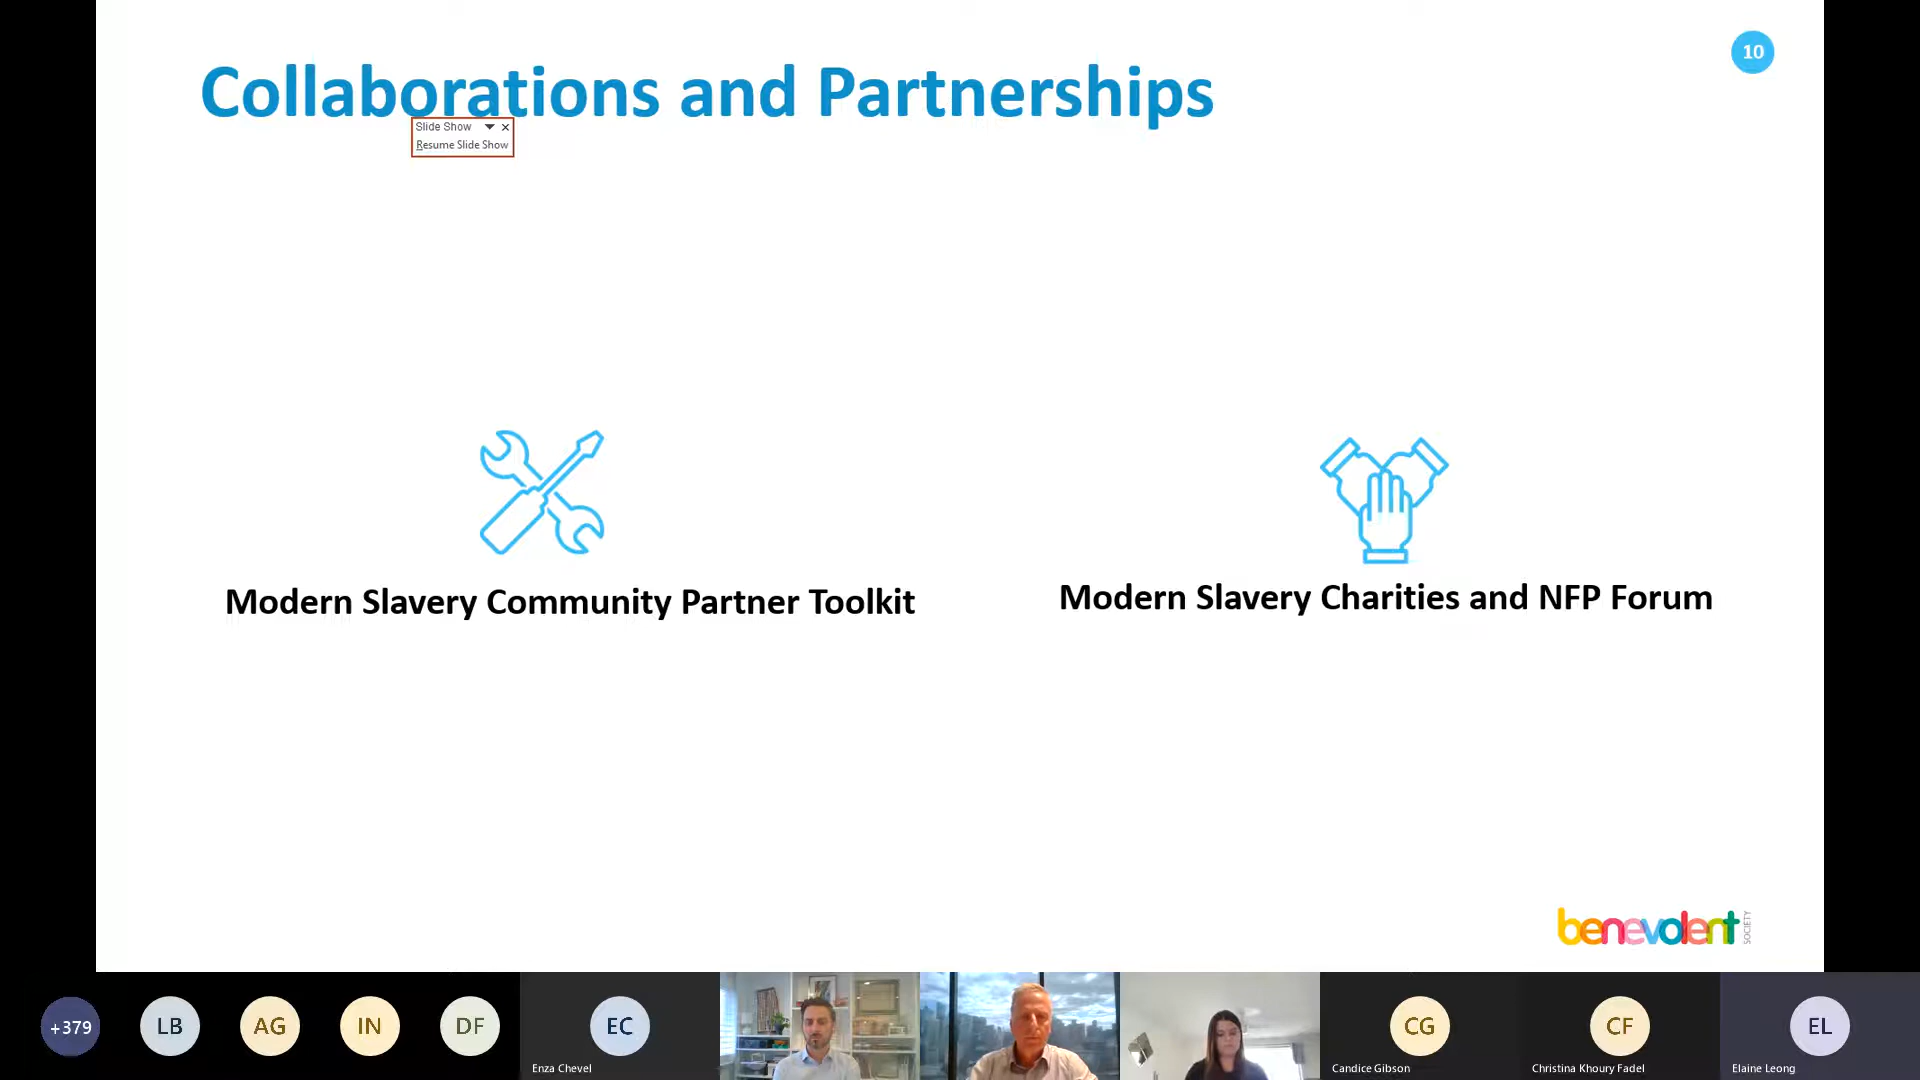 10
Collaborations and Partnerships
Slide Show
Resume Slide Show
Modern Slavery Community Partner Toolkit
Modern Slavery Charities and NFP Forum
benevolent
SOCIETY
+379
LB
AG
IN
DF
EC
CG
CF
EL
Enza Chevel
Candice Gibson
Christina Khoury Fadel
Elaine Leong